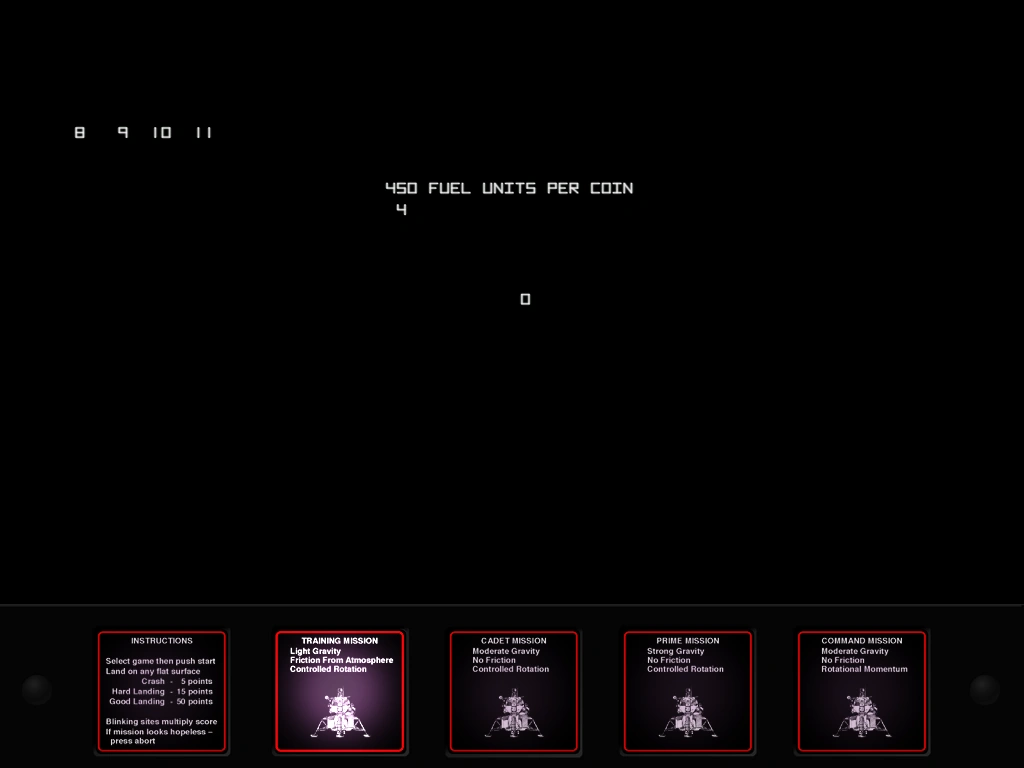 8 9 10 11
450 FUEL UNITS PER COIN
4
0
INSTRUCTIONS
Select game then push start
Land on any flat surface
Crash - 5 points
Hard Landing - 15 points
Good Landing - 50 points
Blinking sites multiply score
If mission looks hopeless –
press abort
TRAINING MISSION
Light Gravity
Friction From Atmosphere
Controlled Rotation
CADET MISSION
Moderate Gravity
No Friction
Controlled Rotation
PRIME MISSION
Strong Gravity
No Friction
Controlled Rotation
COMMAND MISSION
Moderate Gravity
No Friction
Rotational Momentum